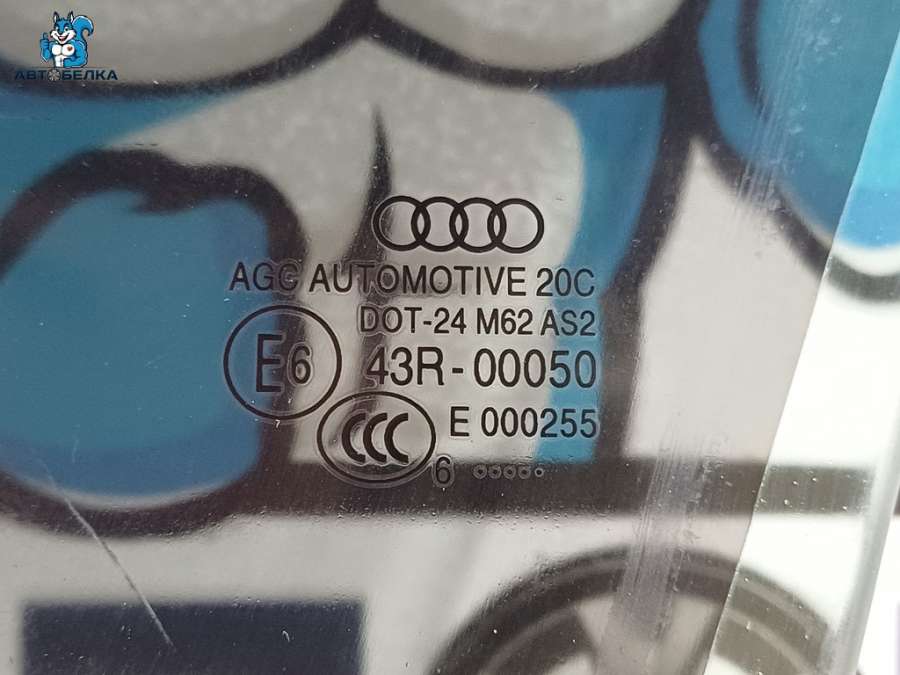 АВТОБЕЛКА
AGC AUTOMOTIVE 20C
DOT-24 M62 AS2
E6 43R-00050
CCC E 000255
6